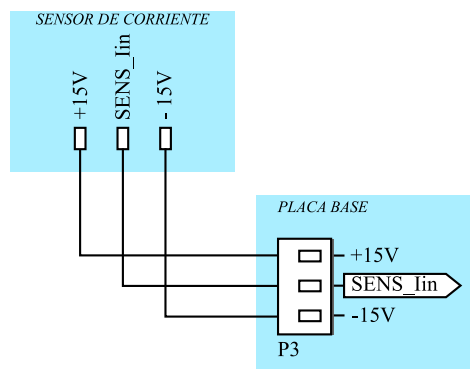 SENSOR DE CORRIENTE
+15V
SENS_Iin
- 15V
PLACA BASE
+15V
SENS_Iin
-15V
P3